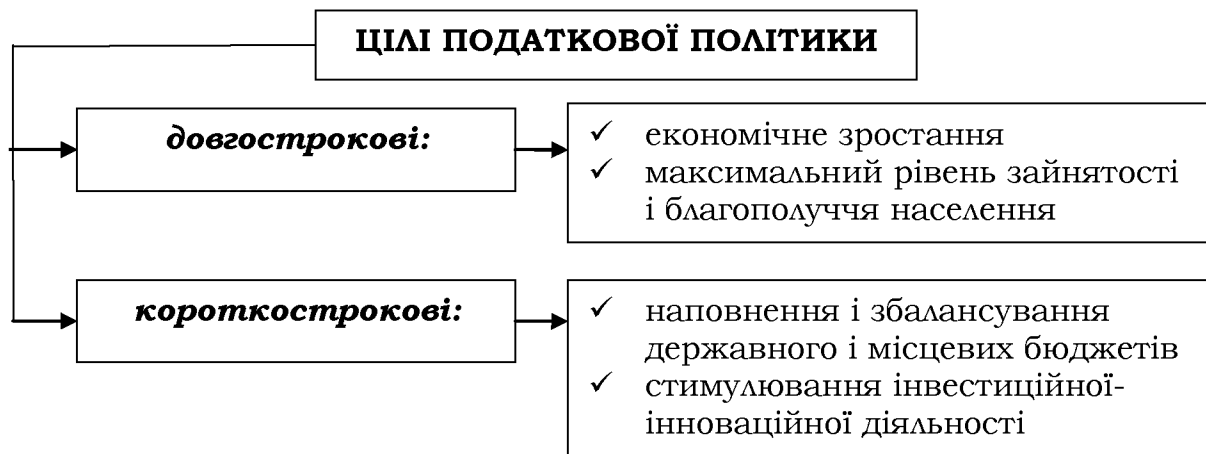 ЦІЛІ ПОДАТКОВОЇ ПОЛІТИКИ
довгострокові:
✓ економічне зростання
✓ максимальний рівень зайнятості
і благополуччя населення
короткострокові:
✓ наповнення і збалансування
державного і місцевих бюджетів
✓ стимулювання інвестиційної-
інноваційної діяльності